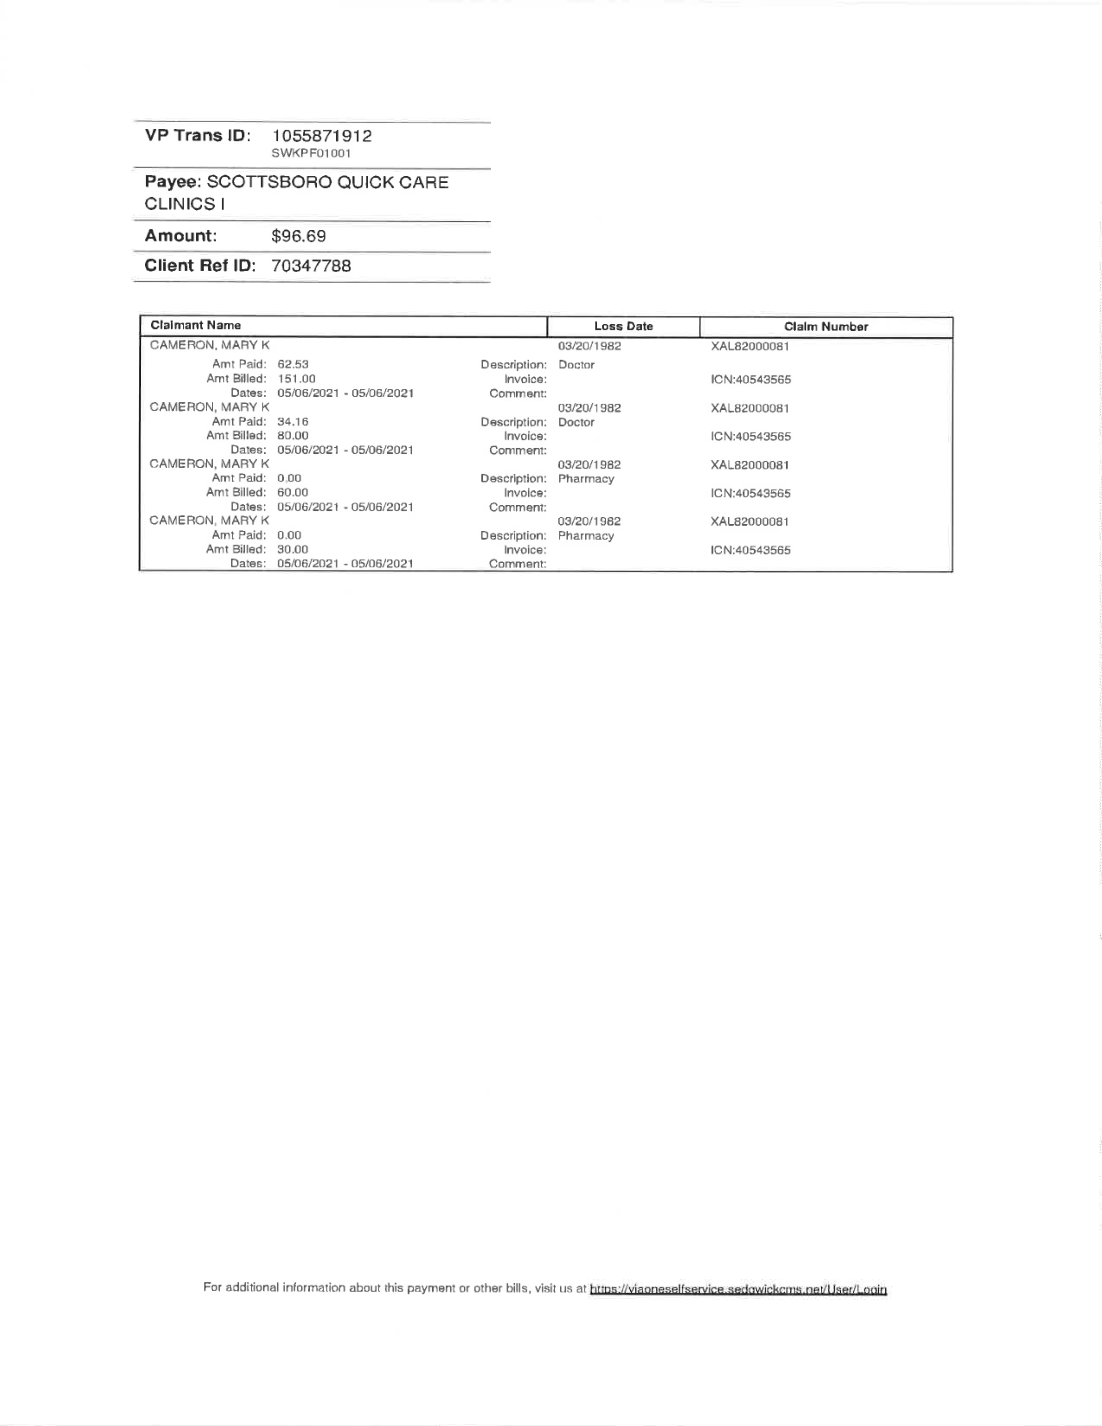 VP Trans ID: 1055871912
SWKPF01001
Payee: SCOTTSBORO QUICK CARE
CLINICS I
Amount: $96.69
Client Ref ID: 70347788
Claimant Name Loss Date Claim Number
CAMERON, MARY K 03/20/1982 XAL82000081
Amt Paid: 62.53 Description: Doctor
Amt Billed: 151.00 Invoice: ICN:40543565
Dates: 05/06/2021 - 05/06/2021 Comment:
CAMERON, MARY K 03/20/1982 XAL82000081
Amt Paid: 34.16 Description: Doctor
Amt Billed: 80.00 Invoice: ICN:40543565
Dates: 05/06/2021 - 05/06/2021 Comment:
CAMERON, MARY K 03/20/1982 XAL82000081
Amt Paid: 0.00 Description: Pharmacy
Amt Billed: 60.00 Invoice: ICN:40543565
Dates: 05/06/2021 - 05/06/2021 Comment:
CAMERON, MARY K 03/20/1982 XAL82000081
Amt Paid: 0.00 Description: Pharmacy
Amt Billed: 30.00 Invoice: ICN:40543565
Dates: 05/06/2021 - 05/06/2021 Comment:
For additional information about this payment or other bills, visit us at https://viaoneselfservice.sedgwickcms.net/User/Login